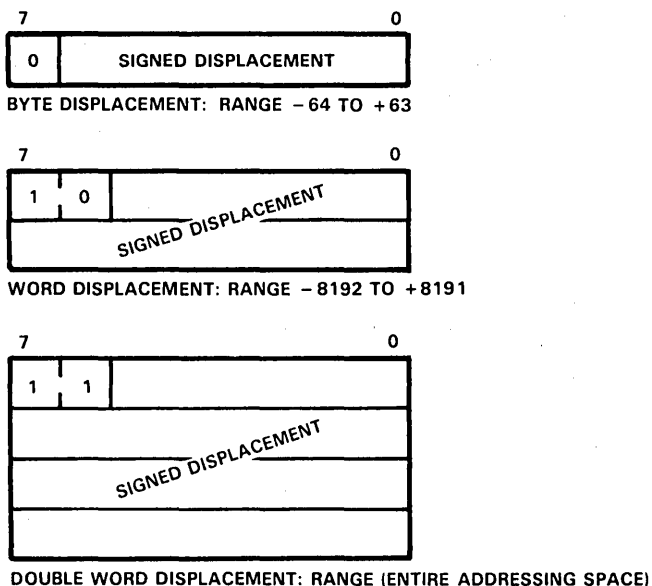 7 0
0 SIGNED DISPLACEMENT
BYTE DISPLACEMENT: RANGE −64 TO +63
7 0
1 0
SIGNED DISPLACEMENT
WORD DISPLACEMENT: RANGE −8192 TO +8191
7 0
1 1
SIGNED DISPLACEMENT
DOUBLE WORD DISPLACEMENT: RANGE (ENTIRE ADDRESSING SPACE)